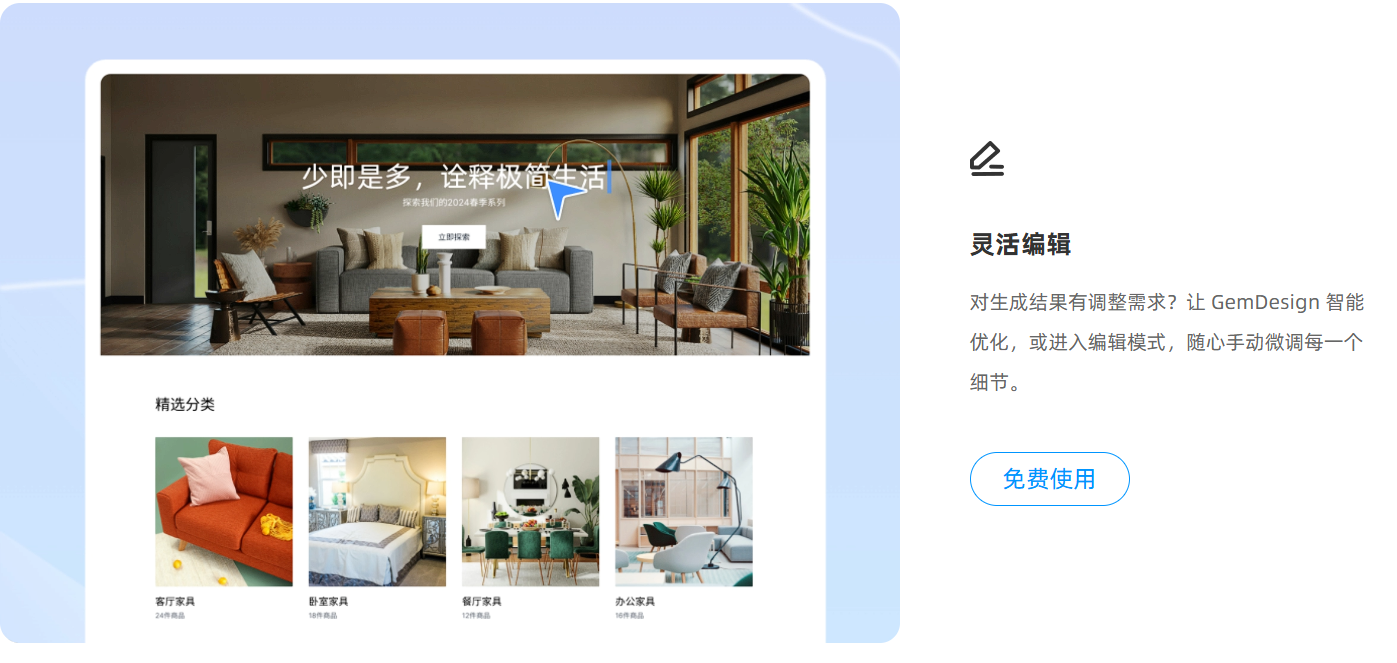 少即是多，诠释极简生活
探索我们的2024春季系列
立即探索
精选分类
客厅家具
24件商品
卧室家具
18件商品
餐厅家具
12件商品
办公家具
16件商品
灵活编辑
对生成结果有调整需求？让 GemDesign 智能
优化，或进入编辑模式，随心手动微调每一个
细节。
免费使用